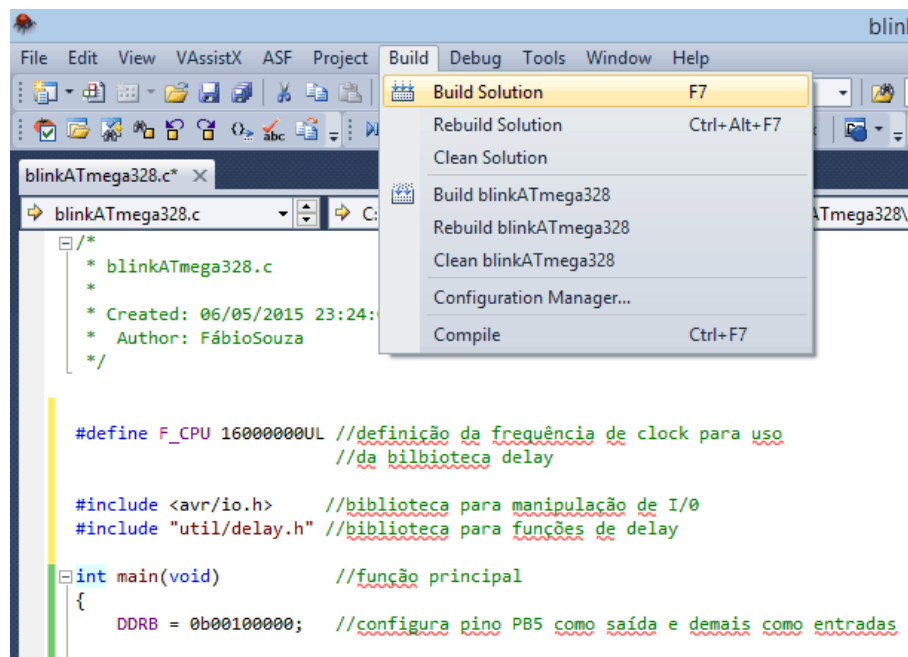 blin
File Edit View VAssistX ASF Project Build Debug Tools Window Help
Build Solution F7
Rebuild Solution Ctrl+Alt+F7
Clean Solution
Build blinkATmega328
Rebuild blinkATmega328
Clean blinkATmega328
Configuration Manager...
Compile Ctrl+F7
abc
blinkATmega328.c*
blinkATmega328.c C: ATmega328\
/*
* blinkATmega328.c
*
* Created: 06/05/2015 23:24:
* Author: FábioSouza
*/
#define F_CPU 16000000UL //definição da frequência de clock para uso
//da bilbioteca delay
#include <avr/io.h> //biblioteca para manipulação de I/0
#include "util/delay.h" //biblioteca para funções de delay
int main(void) //função principal
{
DDRB = 0b00100000; //configura pino PB5 como saída e demais como entradas